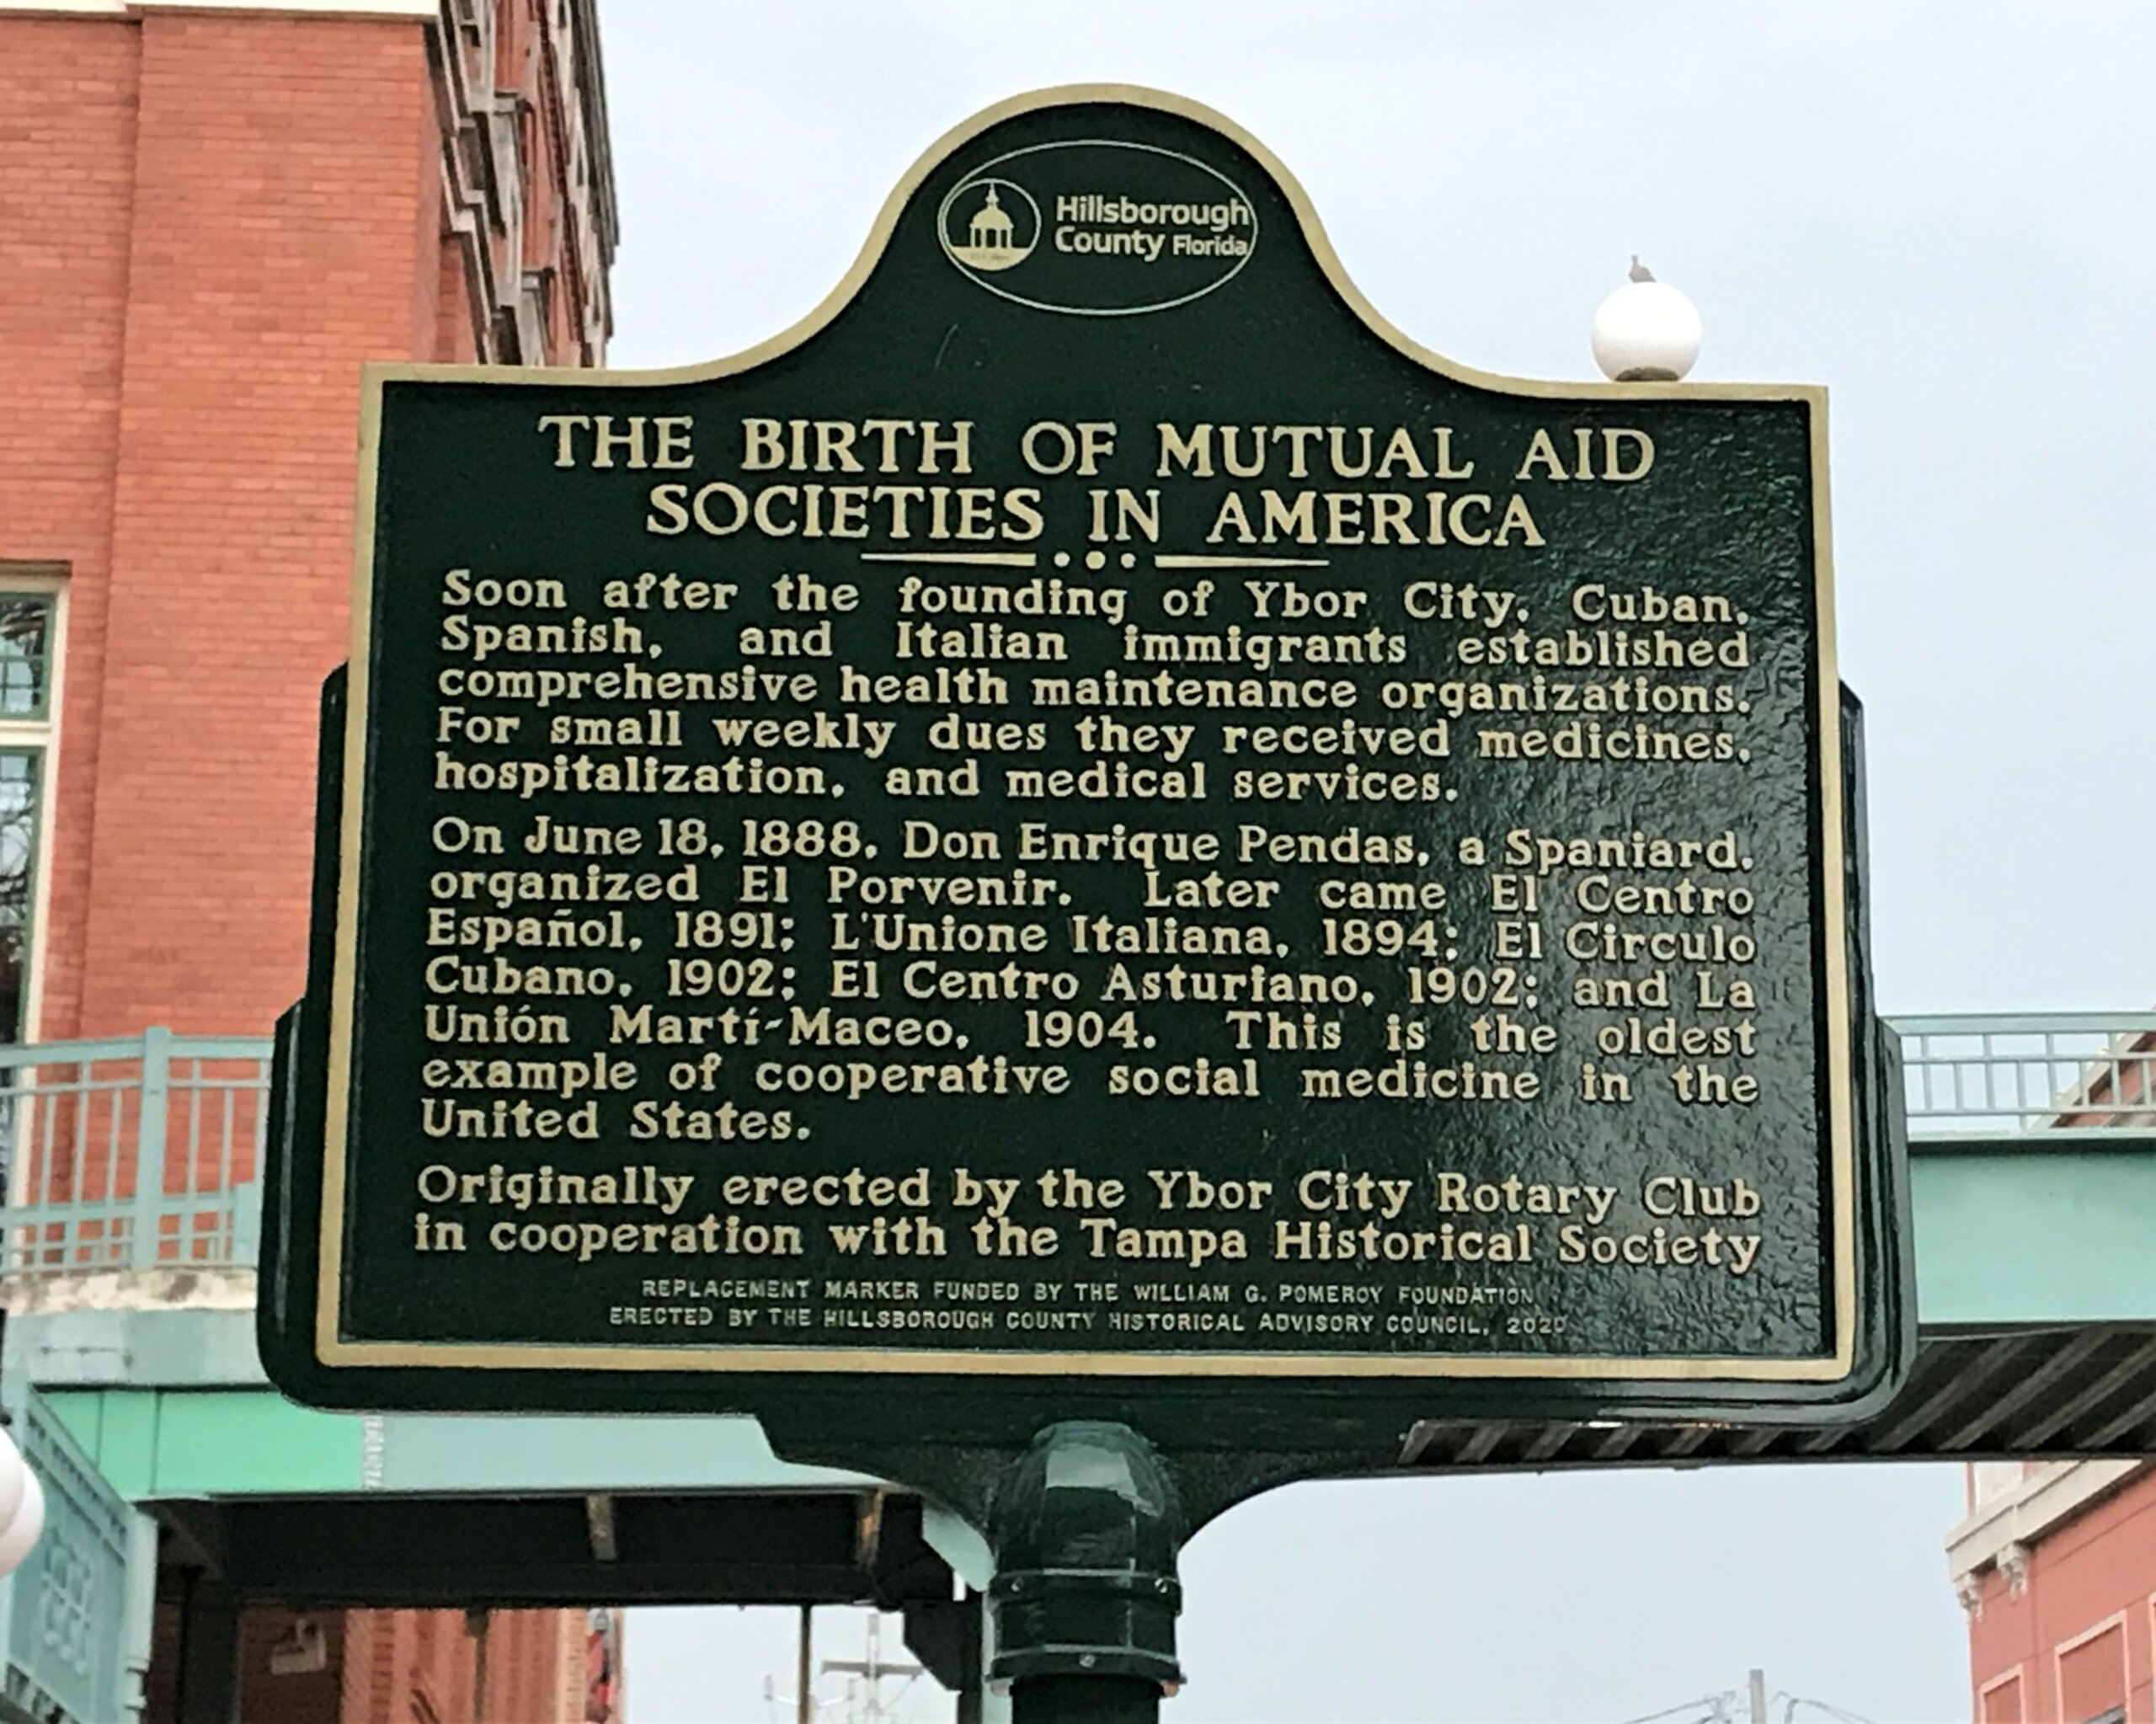 Hillsborough
County Florida
THE BIRTH OF MUTUAL AID
SOCIETIES IN AMERICA
Soon after the founding of Ybor City, Cuban,
Spanish, and Italian immigrants established
comprehensive health maintenance organizations.
For small weekly dues they received medicines,
hospitalization, and medical services.
On June 18, 1888, Don Enrique Pendas, a Spaniard,
organized El Porvenir. Later came El Centro
Español, 1891; L'Unione Italiana, 1894; El Circulo
Cubano, 1902; El Centro Asturiano, 1902; and La
Unión Martí-Maceo, 1904. This is the oldest
example of cooperative social medicine in the
United States.
Originally erected by the Ybor City Rotary Club
in cooperation with the Tampa Historical Society
REPLACEMENT MARKER FUNDED BY THE WILLIAM G. POMEROY FOUNDATION
ERECTED BY THE HILLSBOROUGH COUNTY HISTORICAL ADVISORY COUNCIL, 2020